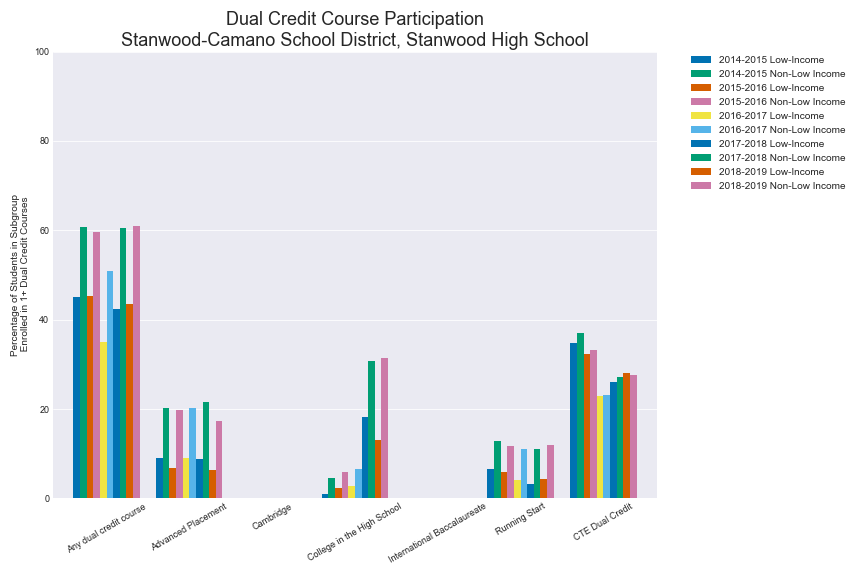 Dual Credit Course Participation
Stanwood-Camano School District, Stanwood High School
Percentage of Students in Subgroup
Enrolled in 1+ Dual Credit Courses
100
80
60
40
20
0
Any dual credit course
Advanced Placement
Cambridge
College in the High School
International Baccalaureate
Running Start
CTE Dual Credit
2014-2015 Low-Income
2014-2015 Non-Low Income
2015-2016 Low-Income
2015-2016 Non-Low Income
2016-2017 Low-Income
2016-2017 Non-Low Income
2017-2018 Low-Income
2017-2018 Non-Low Income
2018-2019 Low-Income
2018-2019 Non-Low Income